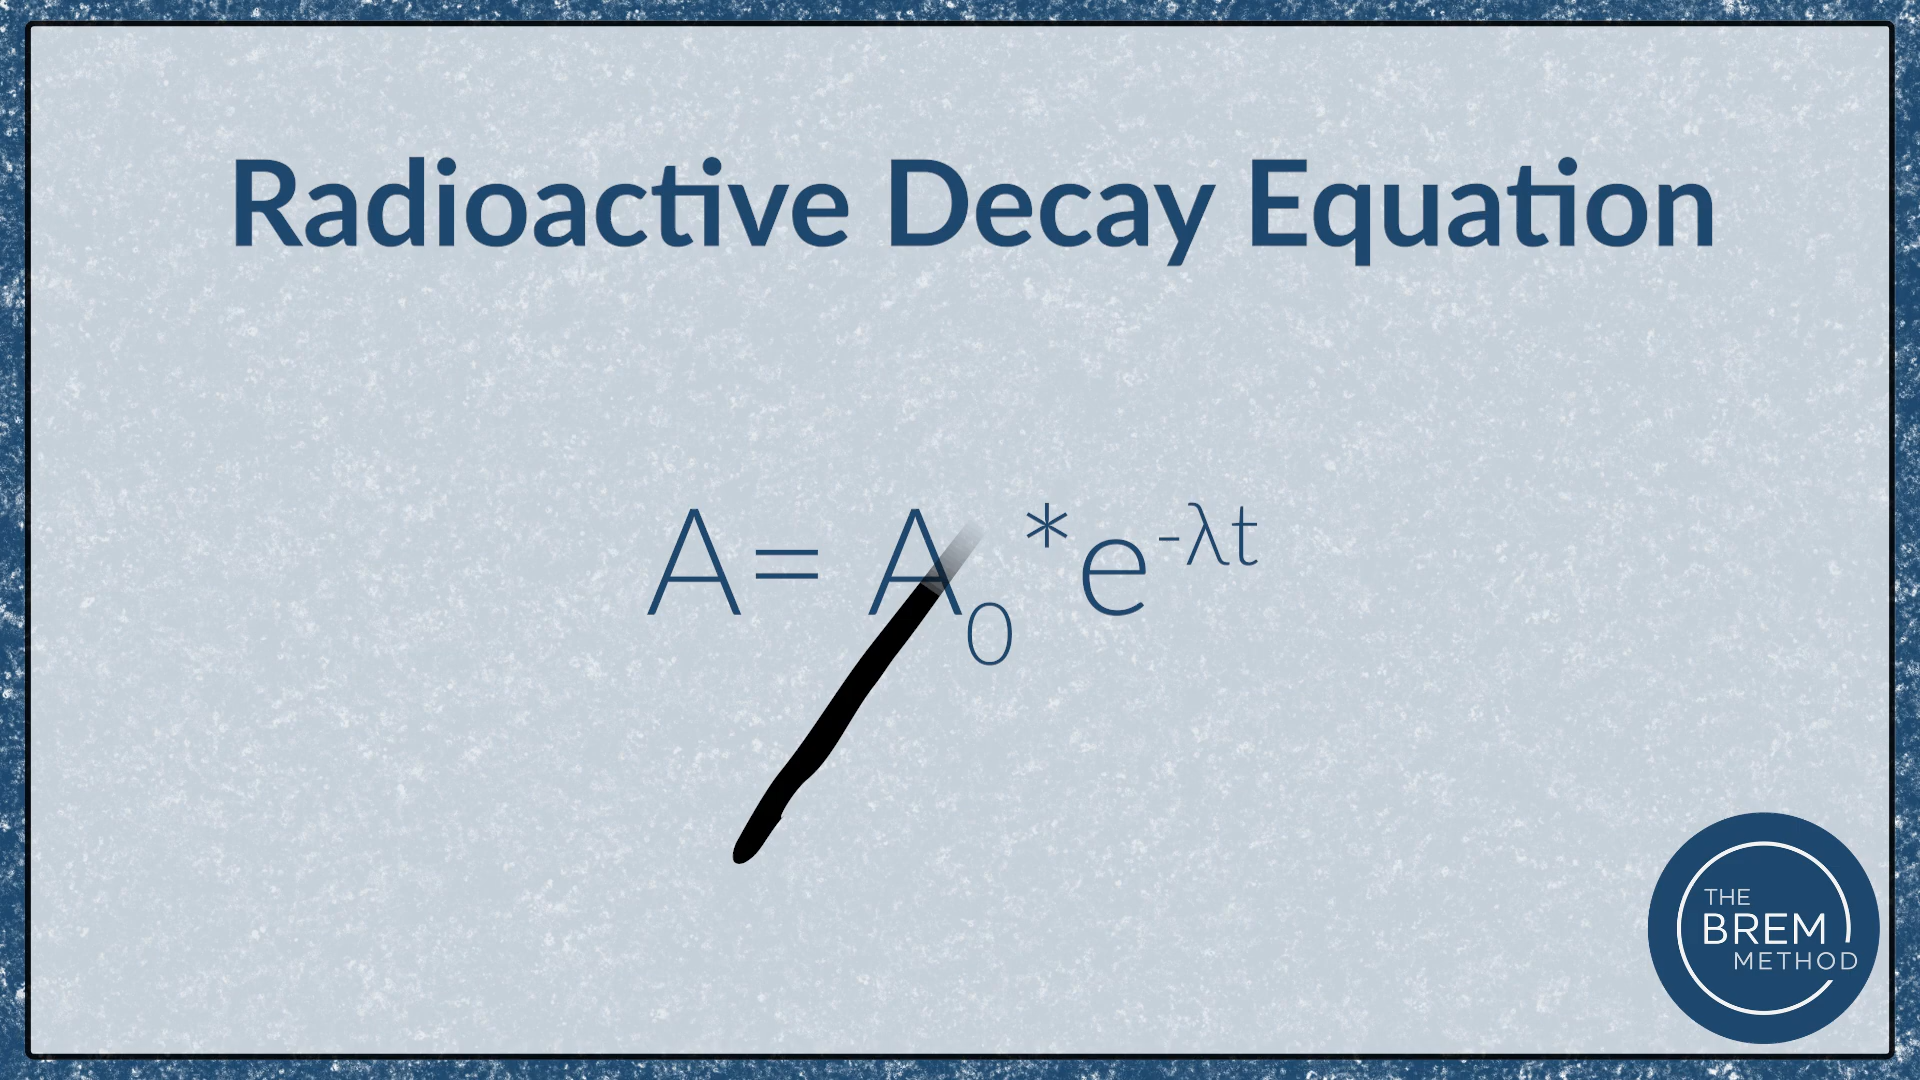 Radioactive Decay Equation
A= A₀ *e⁻λt
THE
BREM
METHOD